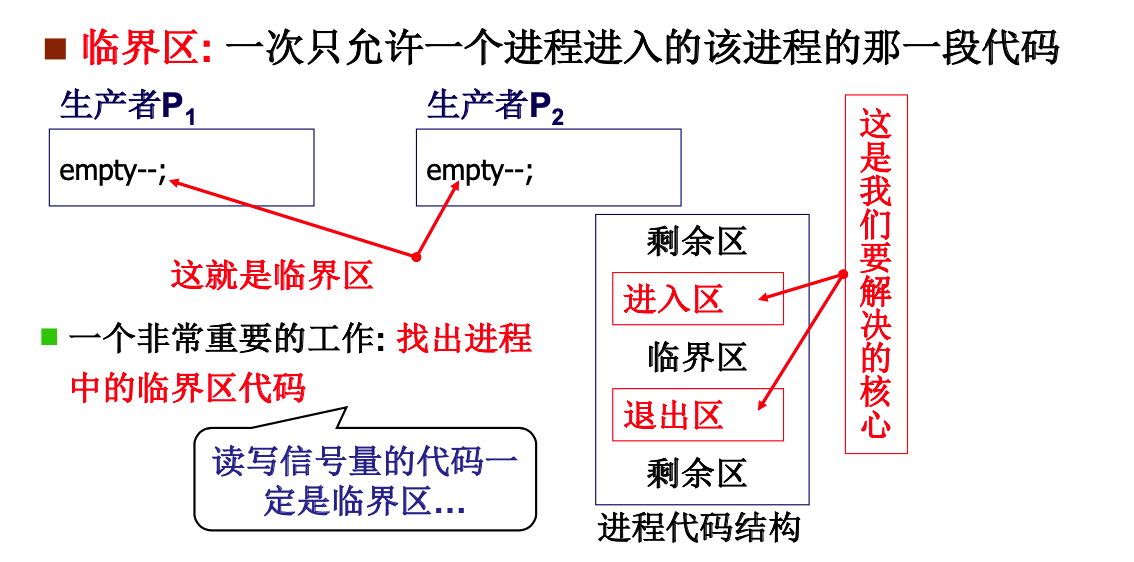 临界区: 一次只允许一个进程进入的该进程的那一段代码
生产者P1
生产者P2
empty--;
empty--;
这就是临界区
一个非常重要的工作: 找出进程
中的临界区代码
读写信号量的代码一
定是临界区...
剩余区
进入区
临界区
退出区
剩余区
进程代码结构
这是我们要解决的核心